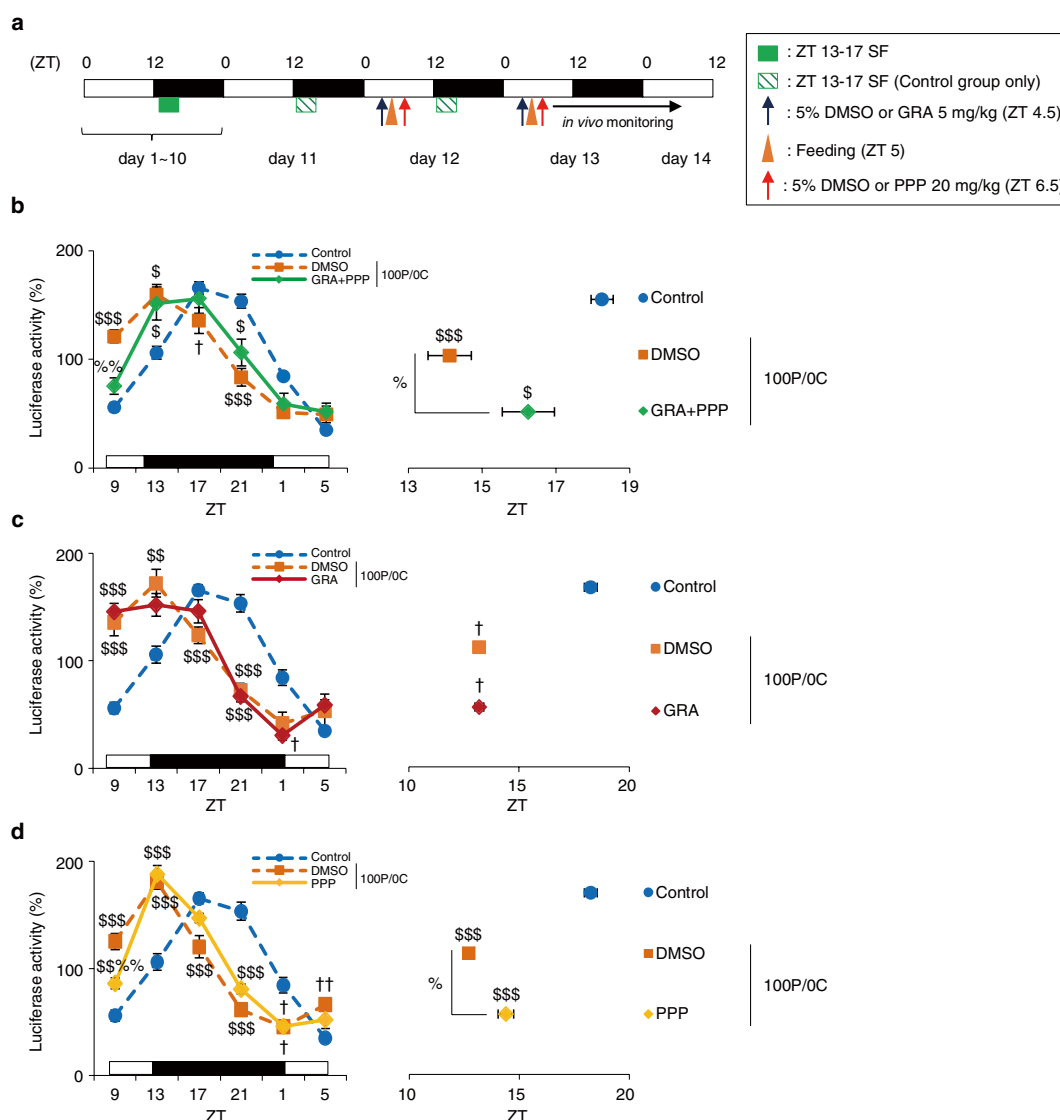 a
(ZT) 0 12 0 12 0 12 0 12 0 12
in vivo monitoring
day 1~10 day 11 day 12 day 13 day 14
: ZT 13-17 SF
: ZT 13-17 SF (Control group only)
: 5% DMSO or GRA 5 mg/kg (ZT 4.5)
: Feeding (ZT 5)
: 5% DMSO or PPP 20 mg/kg (ZT 6.5)
b
Luciferase activity (%)
200
100
0
Control
DMSO
GRA+PPP
100P/0C
$
$$$
$
†
$
%%
$$$
9 13 17 21 1 5
ZT
$$$
%
$
13 15 17 19
ZT
Control
DMSO
GRA+PPP
100P/0C
c
Luciferase activity (%)
200
100
0
Control
DMSO
GRA
100P/0C
$$
$$$
$$$
$$$
$$$
$$$
†
9 13 17 21 1 5
ZT
†
†
10 15 20
ZT
Control
DMSO
GRA
100P/0C
d
Luciferase activity (%)
200
100
0
Control
DMSO
PPP
100P/0C
$$$
$$$
$$$
$$%%
$$$
$$$
$$$
†
†
††
9 13 17 21 1 5
ZT
$$$
%
$$$
10 15 20
ZT
Control
DMSO
PPP
100P/0C